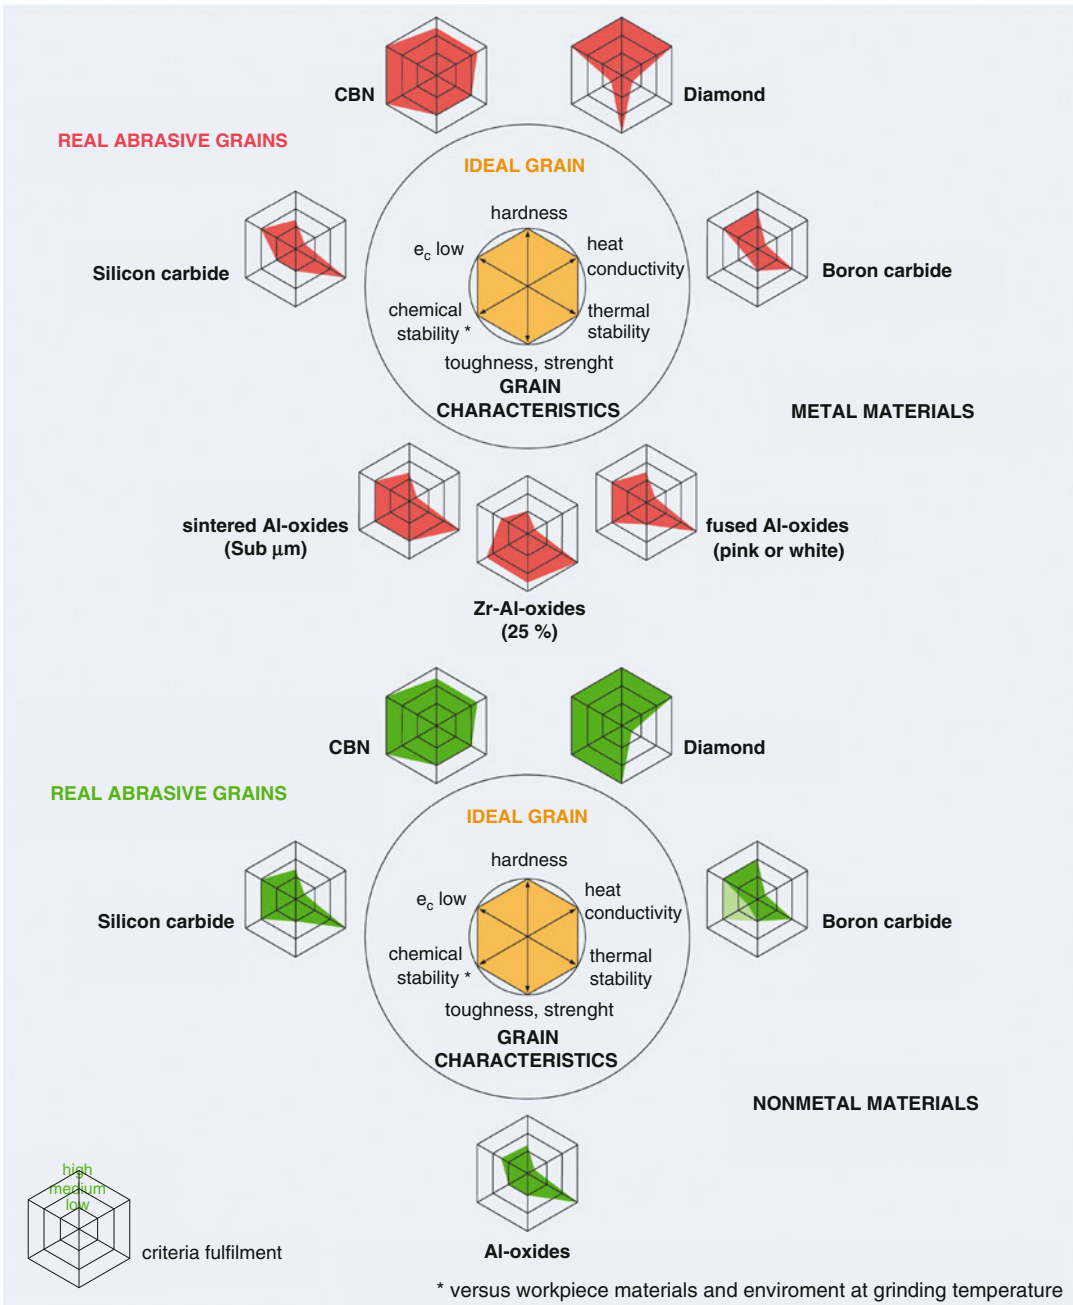 CBN
Diamond
REAL ABRASIVE GRAINS
IDEAL GRAIN
hardness
ec low
heat
conductivity
Silicon carbide
Boron carbide
chemical
stability *
thermal
stability
toughness, strenght
GRAIN
CHARACTERISTICS
METAL MATERIALS
sintered Al-oxides
(Sub µm)
fused Al-oxides
(pink or white)
Zr-Al-oxides
(25 %)
CBN
Diamond
REAL ABRASIVE GRAINS
IDEAL GRAIN
hardness
ec low
heat
conductivity
Silicon carbide
Boron carbide
chemical
stability *
thermal
stability
toughness, strenght
GRAIN
CHARACTERISTICS
NONMETAL MATERIALS
high
medium
low
criteria fulfilment
Al-oxides
* versus workpiece materials and enviroment at grinding temperature